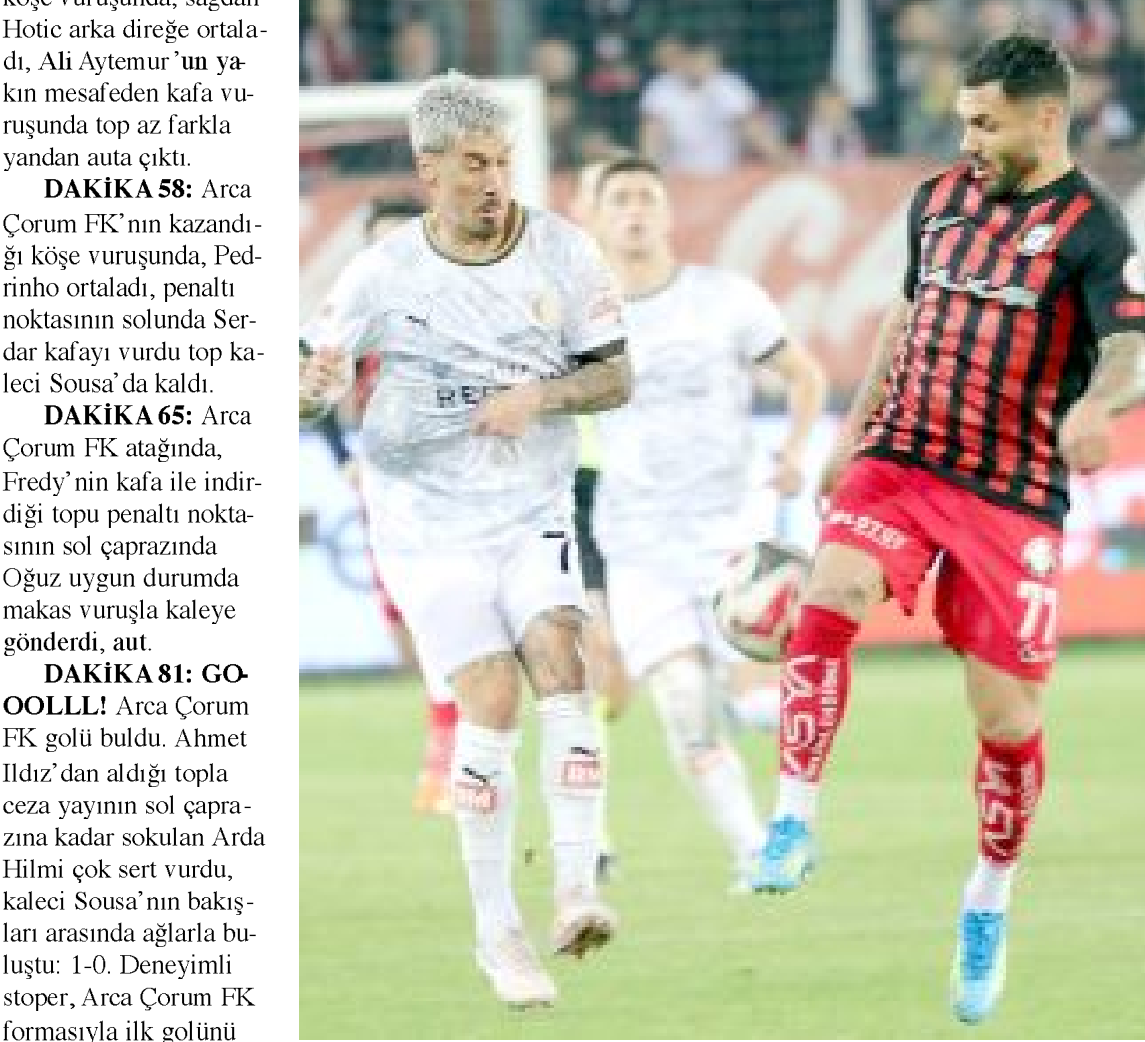 köşe vuruşunda, sağdan
Hotic arka direğe ortala-
dı, Ali Aytemur'un ya-
kın mesafeden kafa vu-
ruşunda top az farkla
yandan auta çıktı.
DAKİKA 58: Arca
Çorum FK'nın kazandı-
ğı köşe vuruşunda, Ped-
rinho ortaladı, penaltı
noktasının solunda Ser-
dar kafayı vurdu top ka-
leci Sousa'da kaldı.
DAKİKA 65: Arca
Çorum FK atağında,
Fredy'nin kafa ile indir-
diği topu penaltı nokta-
sının sol çaprazında
Oğuz uygun durumda
makas vuruşla kaleye
gönderdi, aut.
DAKİKA 81: GO-
OOLLL! Arca Çorum
FK golü buldu. Ahmet
Ildız'dan aldığı topla
ceza yayının sol çapra-
zına kadar sokulan Arda
Hilmi çok sert vurdu,
kaleci Sousa'nın bakış-
ları arasında ağlarla bu-
luştu: 1-0. Deneyimli
stoper, Arca Çorum FK
formasıyla ilk golünü
7
77